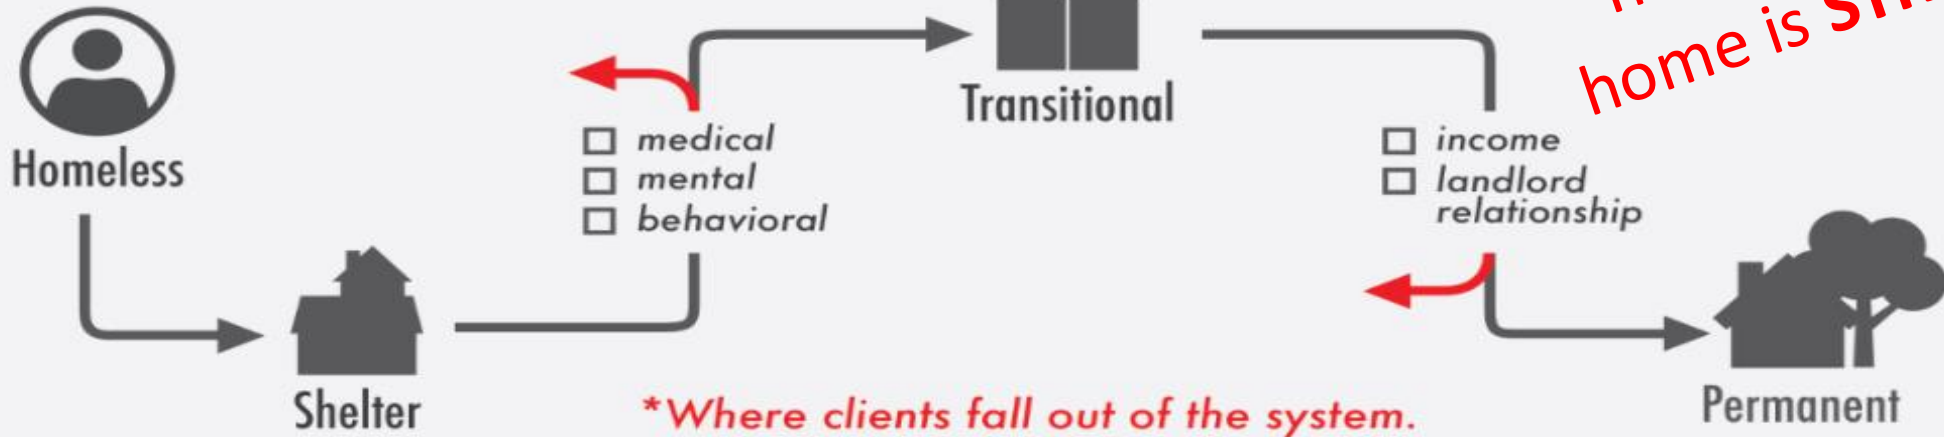 home is
Homeless
medical
mental
behavioral
Transitional
income
landlord
relationship
Shelter
*Where clients fall out of the system.
Permanent